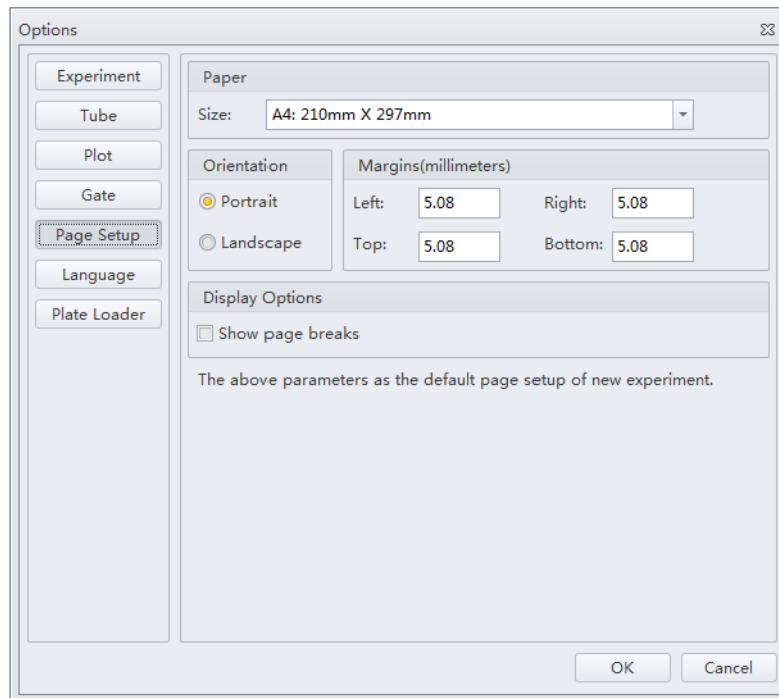 Options
Experiment
Tube
Plot
Gate
Page Setup
Language
Plate Loader
Paper
Size: A4: 210mm X 297mm
Orientation
Portrait
Landscape
Margins(millimeters)
Left: 5.08 Right: 5.08
Top: 5.08 Bottom: 5.08
Display Options
Show page breaks
The above parameters as the default page setup of new experiment.
OK Cancel